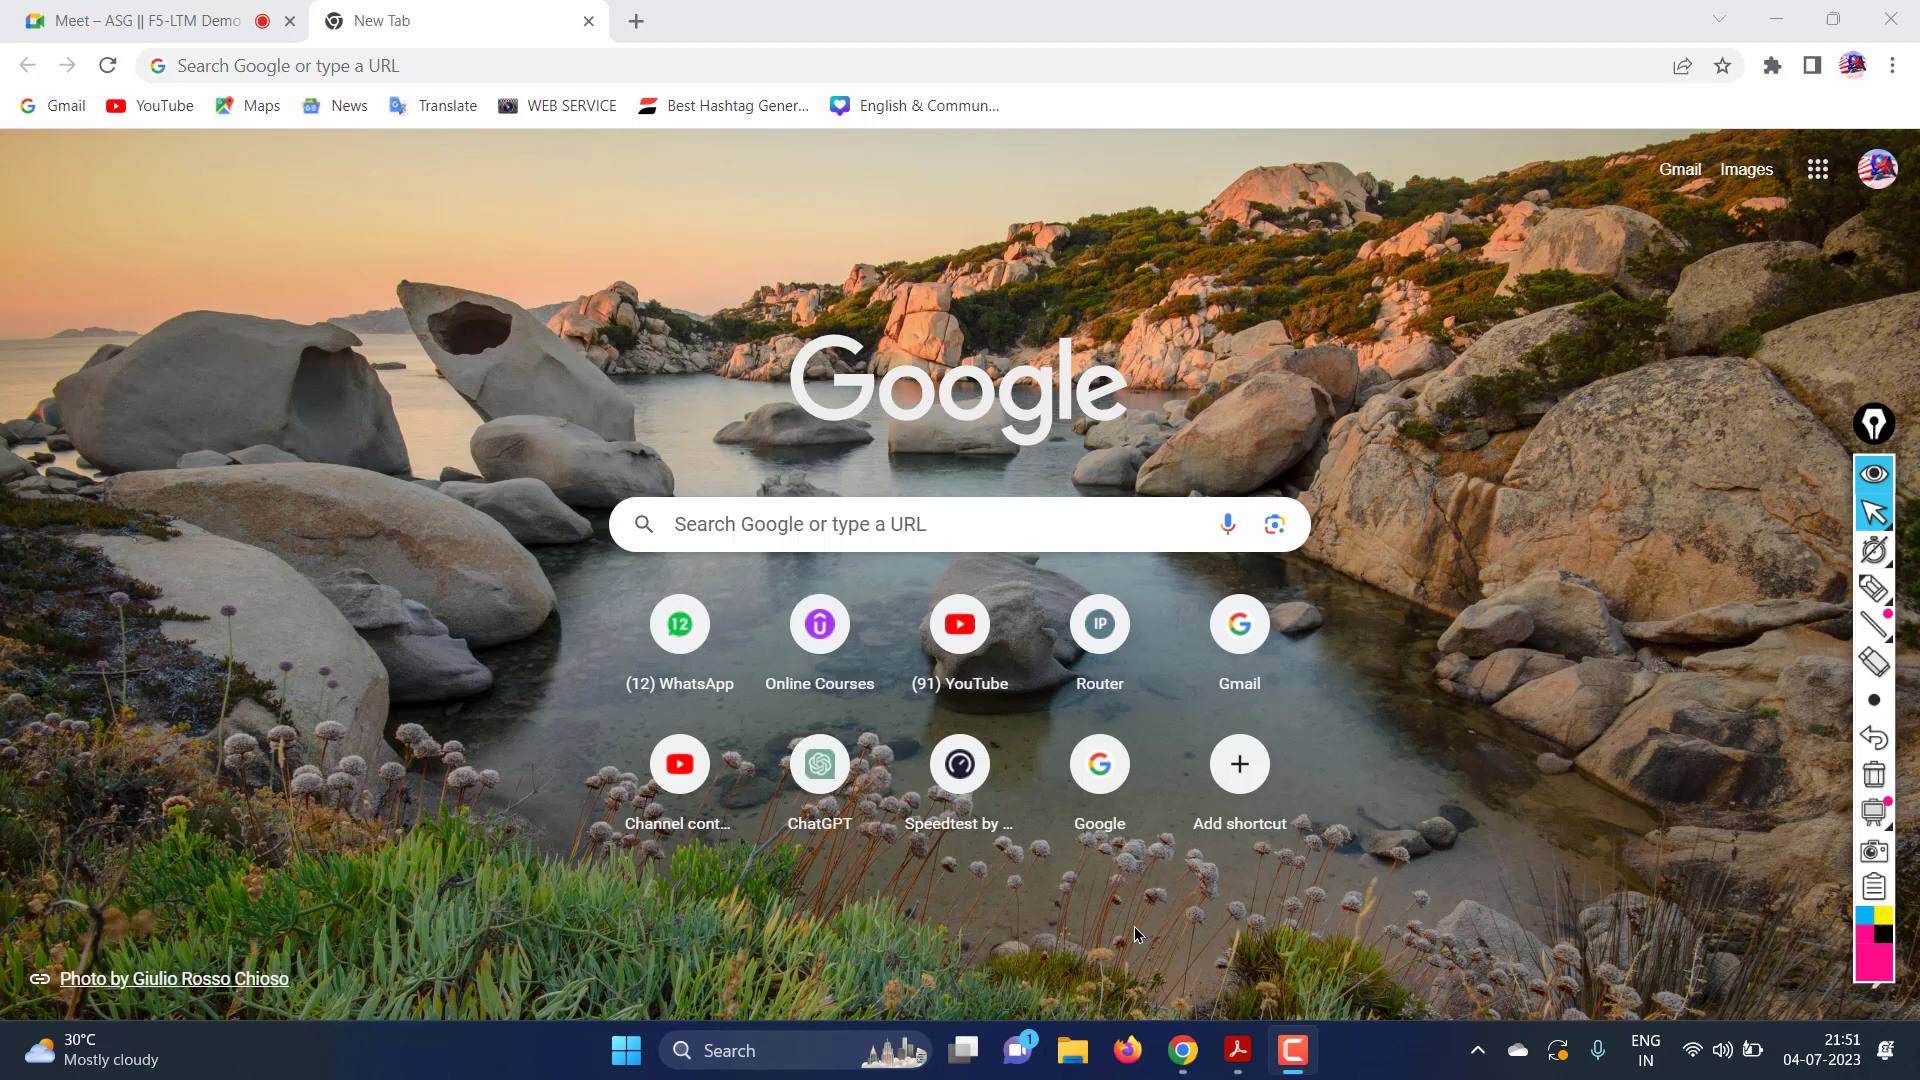 Meet – ASG || F5-LTM Demo
New Tab
Search Google or type a URL
Gmail
YouTube
Maps
News
Translate
WEB SERVICE
Best Hashtag Gener...
English & Commun...
Gmail
Images
Google
Search Google or type a URL
12
IP
(12) WhatsApp
Online Courses
(91) YouTube
Router
Gmail
Channel cont...
ChatGPT
Speedtest by ...
Google
Add shortcut
Photo by Giulio Rosso Chioso
30°C
Mostly cloudy
Search
1
ENG
IN
21:51
04-07-2023